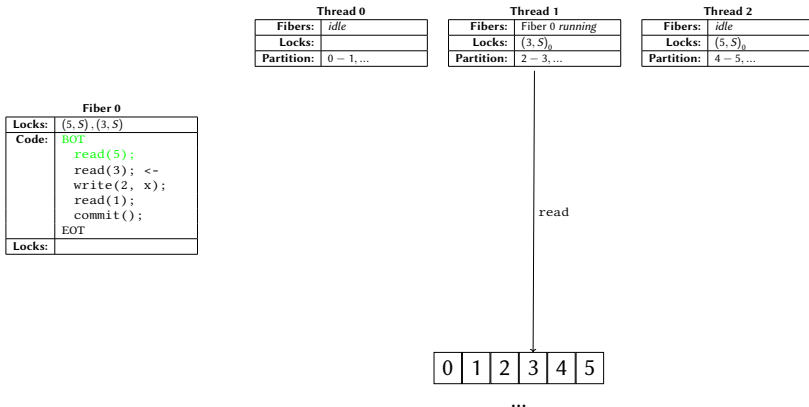 Thread 0
Fibers: idle
Locks:
Partition: 0 − 1, ...
Thread 1
Fibers: Fiber 0 running
Locks: (3, S)₀
Partition: 2 − 3, ...
Thread 2
Fibers: idle
Locks: (5, S)₀
Partition: 4 − 5, ...
Fiber 0
Locks: (5, S) , (3, S)
Code: BOT
read(5);
read(3); <-
write(2, x);
read(1);
commit();
EOT
Locks:
read
0 1 2 3 4 5
...